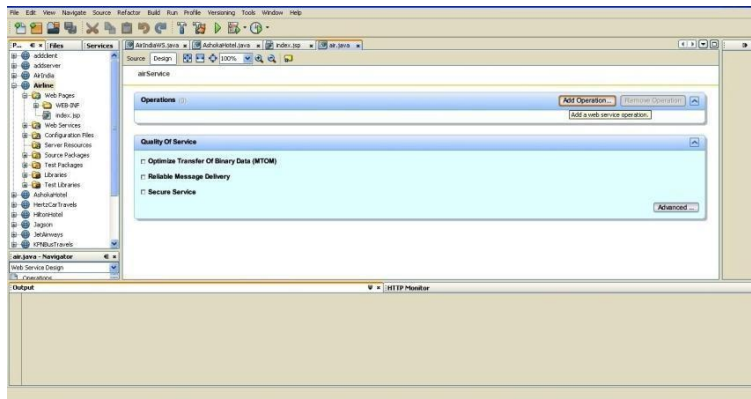 File Edit View Navigate Source Refactor Build Run Profile Versioning Tools Window Help
P... Files Services
AirIndiaWS.java AshokaHotel.java index.jsp air.java
Source Design 100%
addclient
addserver
AirIndia
Airline
Web Pages
WEB-INF
index.jsp
Web Services
Configuration Files
Server Resources
Source Packages
Test Packages
Libraries
Test Libraries
AshokaHotel
HertzCarTravels
HiltonHotel
Jagson
JetAirways
KPNBusTravels
airService
Operations (0) Add Operation... Remove Operation
Add a web service operation.
Quality Of Service
Optimize Transfer Of Binary Data (MTOM)
Reliable Message Delivery
Secure Service
Advanced ...
air.java - Navigator
Web Service Design
Operations
Output
HTTP Monitor